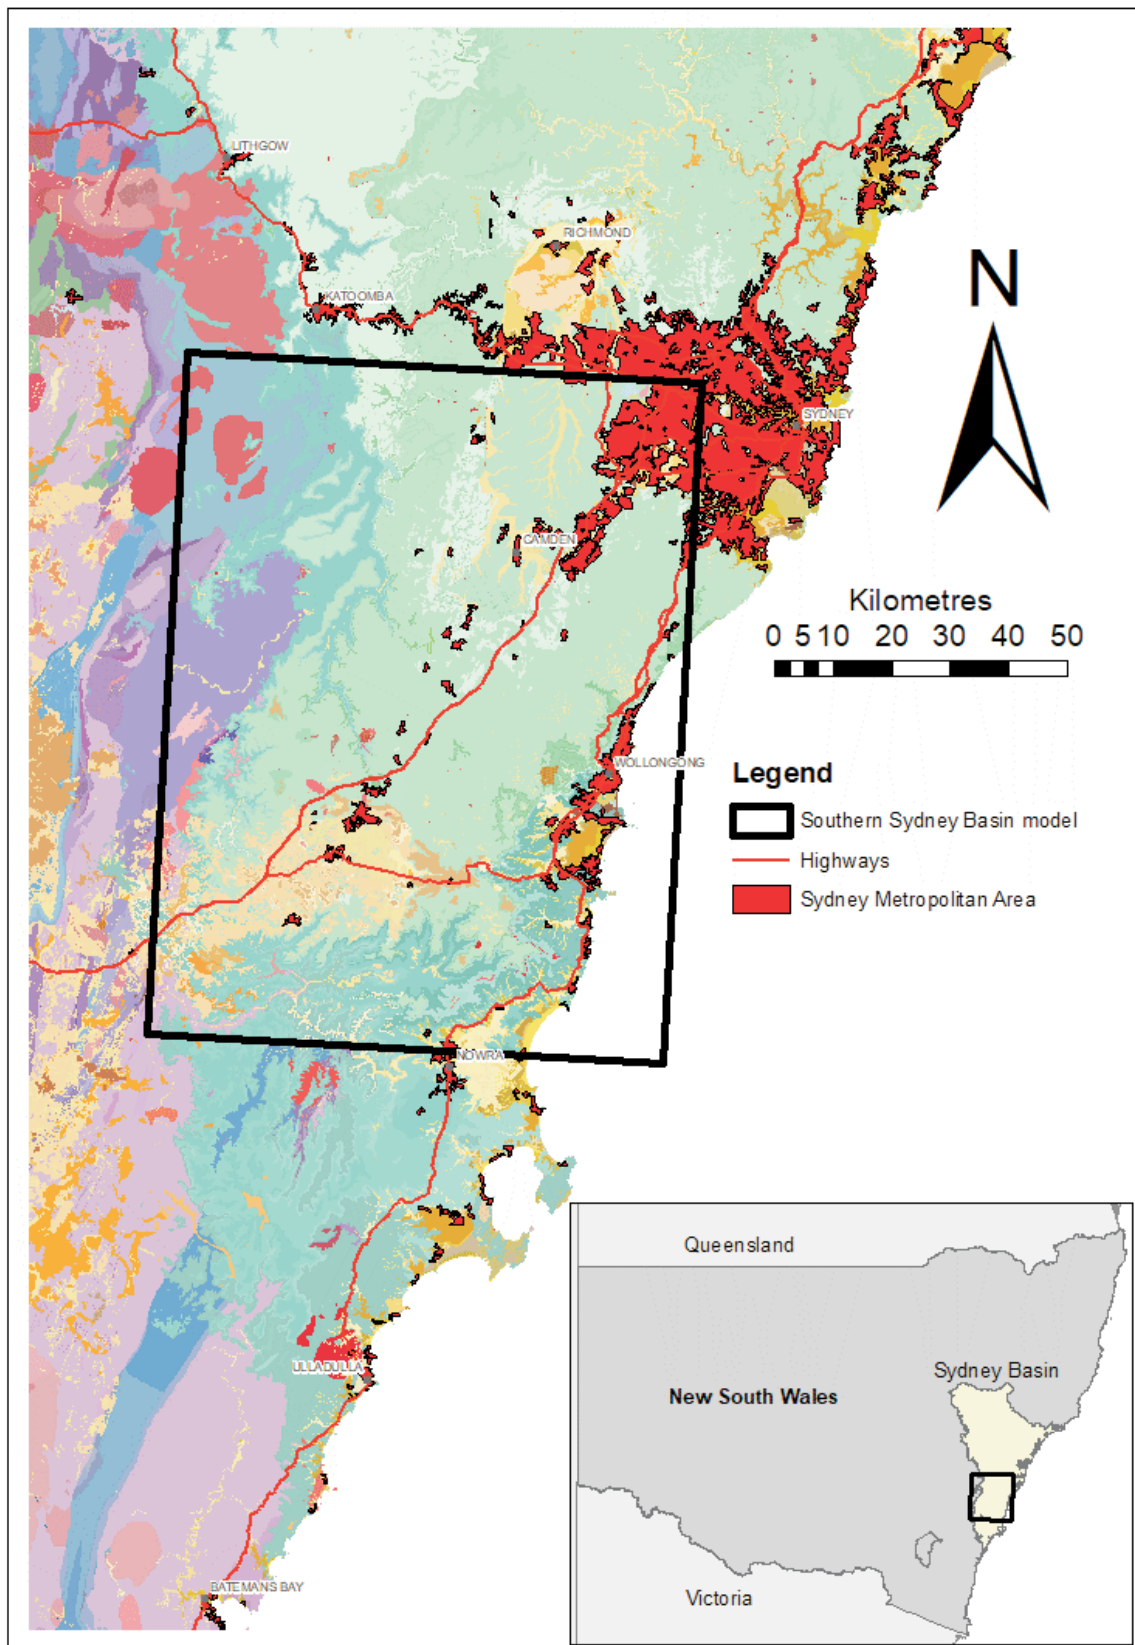 LITHGOW
RICHMOND
KATOOMBA
N
SYDNEY
CAMDEN
Kilometres
0 5 10 20 30 40 50
WOLLONGONG
Legend
Southern Sydney Basin model
Highways
Sydney Metropolitan Area
NOWRA
ULLADULLA
BATEMANS BAY
Queensland
Sydney Basin
New South Wales
Victoria